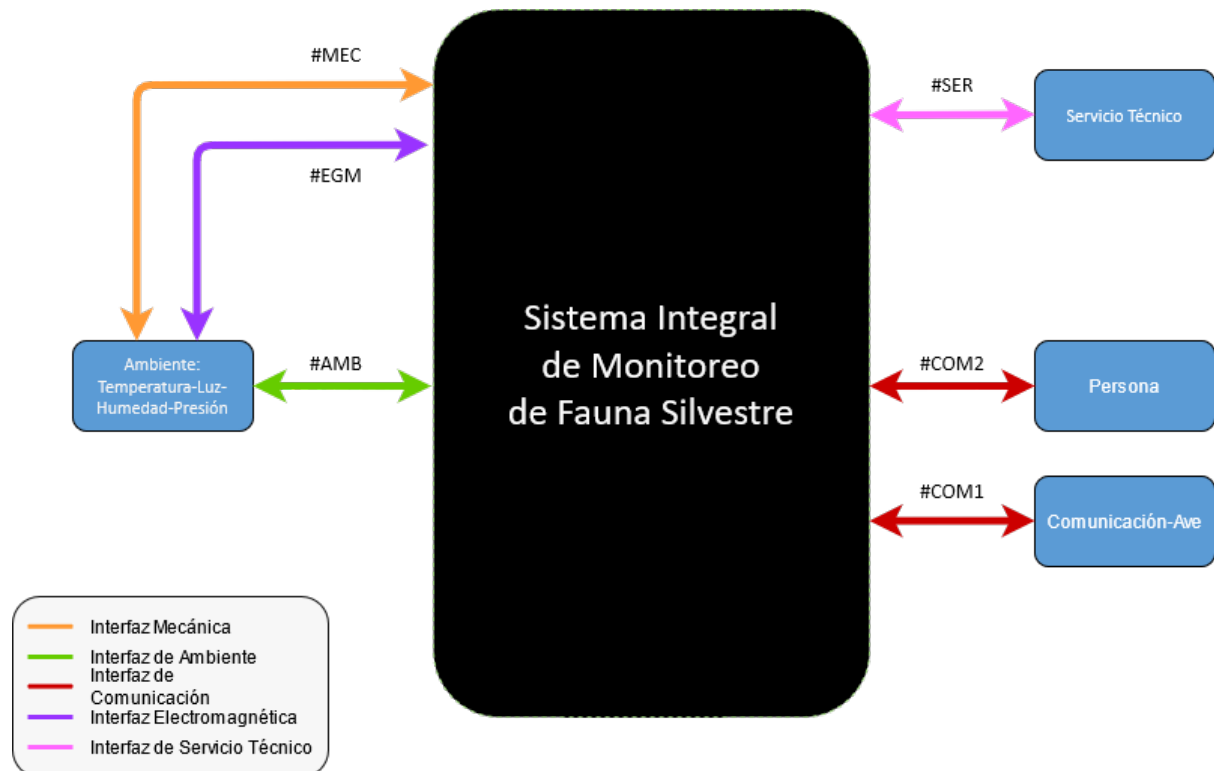 #MEC
#SER
Servicio Técnico
#EGM
Sistema Integral
de Monitoreo
de Fauna Silvestre
Ambiente:
Temperatura-Luz-
Humedad-Presión
#AMB
#COM2
Persona
#COM1
Comunicación-Ave
Interfaz Mecánica
Interfaz de Ambiente
Interfaz de
Comunicación
Interfaz Electromagnética
Interfaz de Servicio Técnico